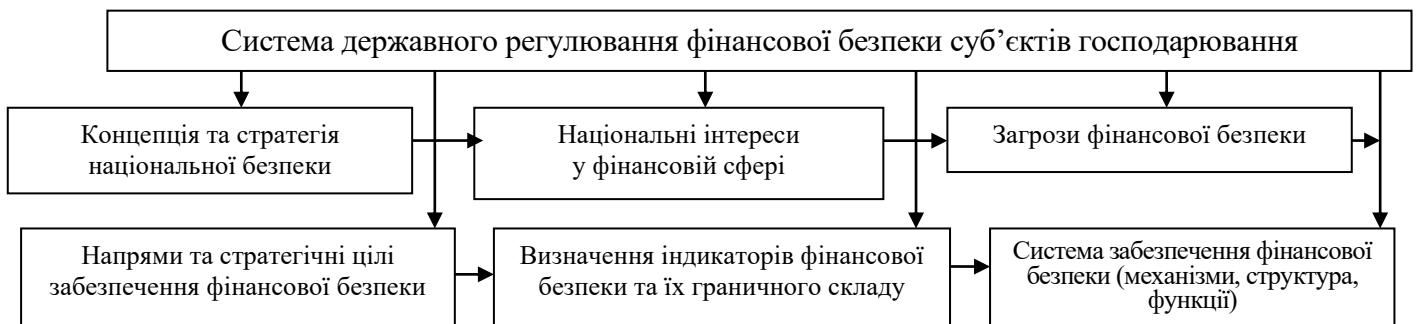 Система державного регулювання фінансової безпеки суб’єктів господарювання
Концепція та стратегія
національної безпеки
Національні інтереси
у фінансовій сфері
Загрози фінансової безпеки
Напрями та стратегічні цілі
забезпечення фінансової безпеки
Визначення індикаторів фінансової
безпеки та їх граничного складу
Система забезпечення фінансової
безпеки (механізми, структура,
функції)